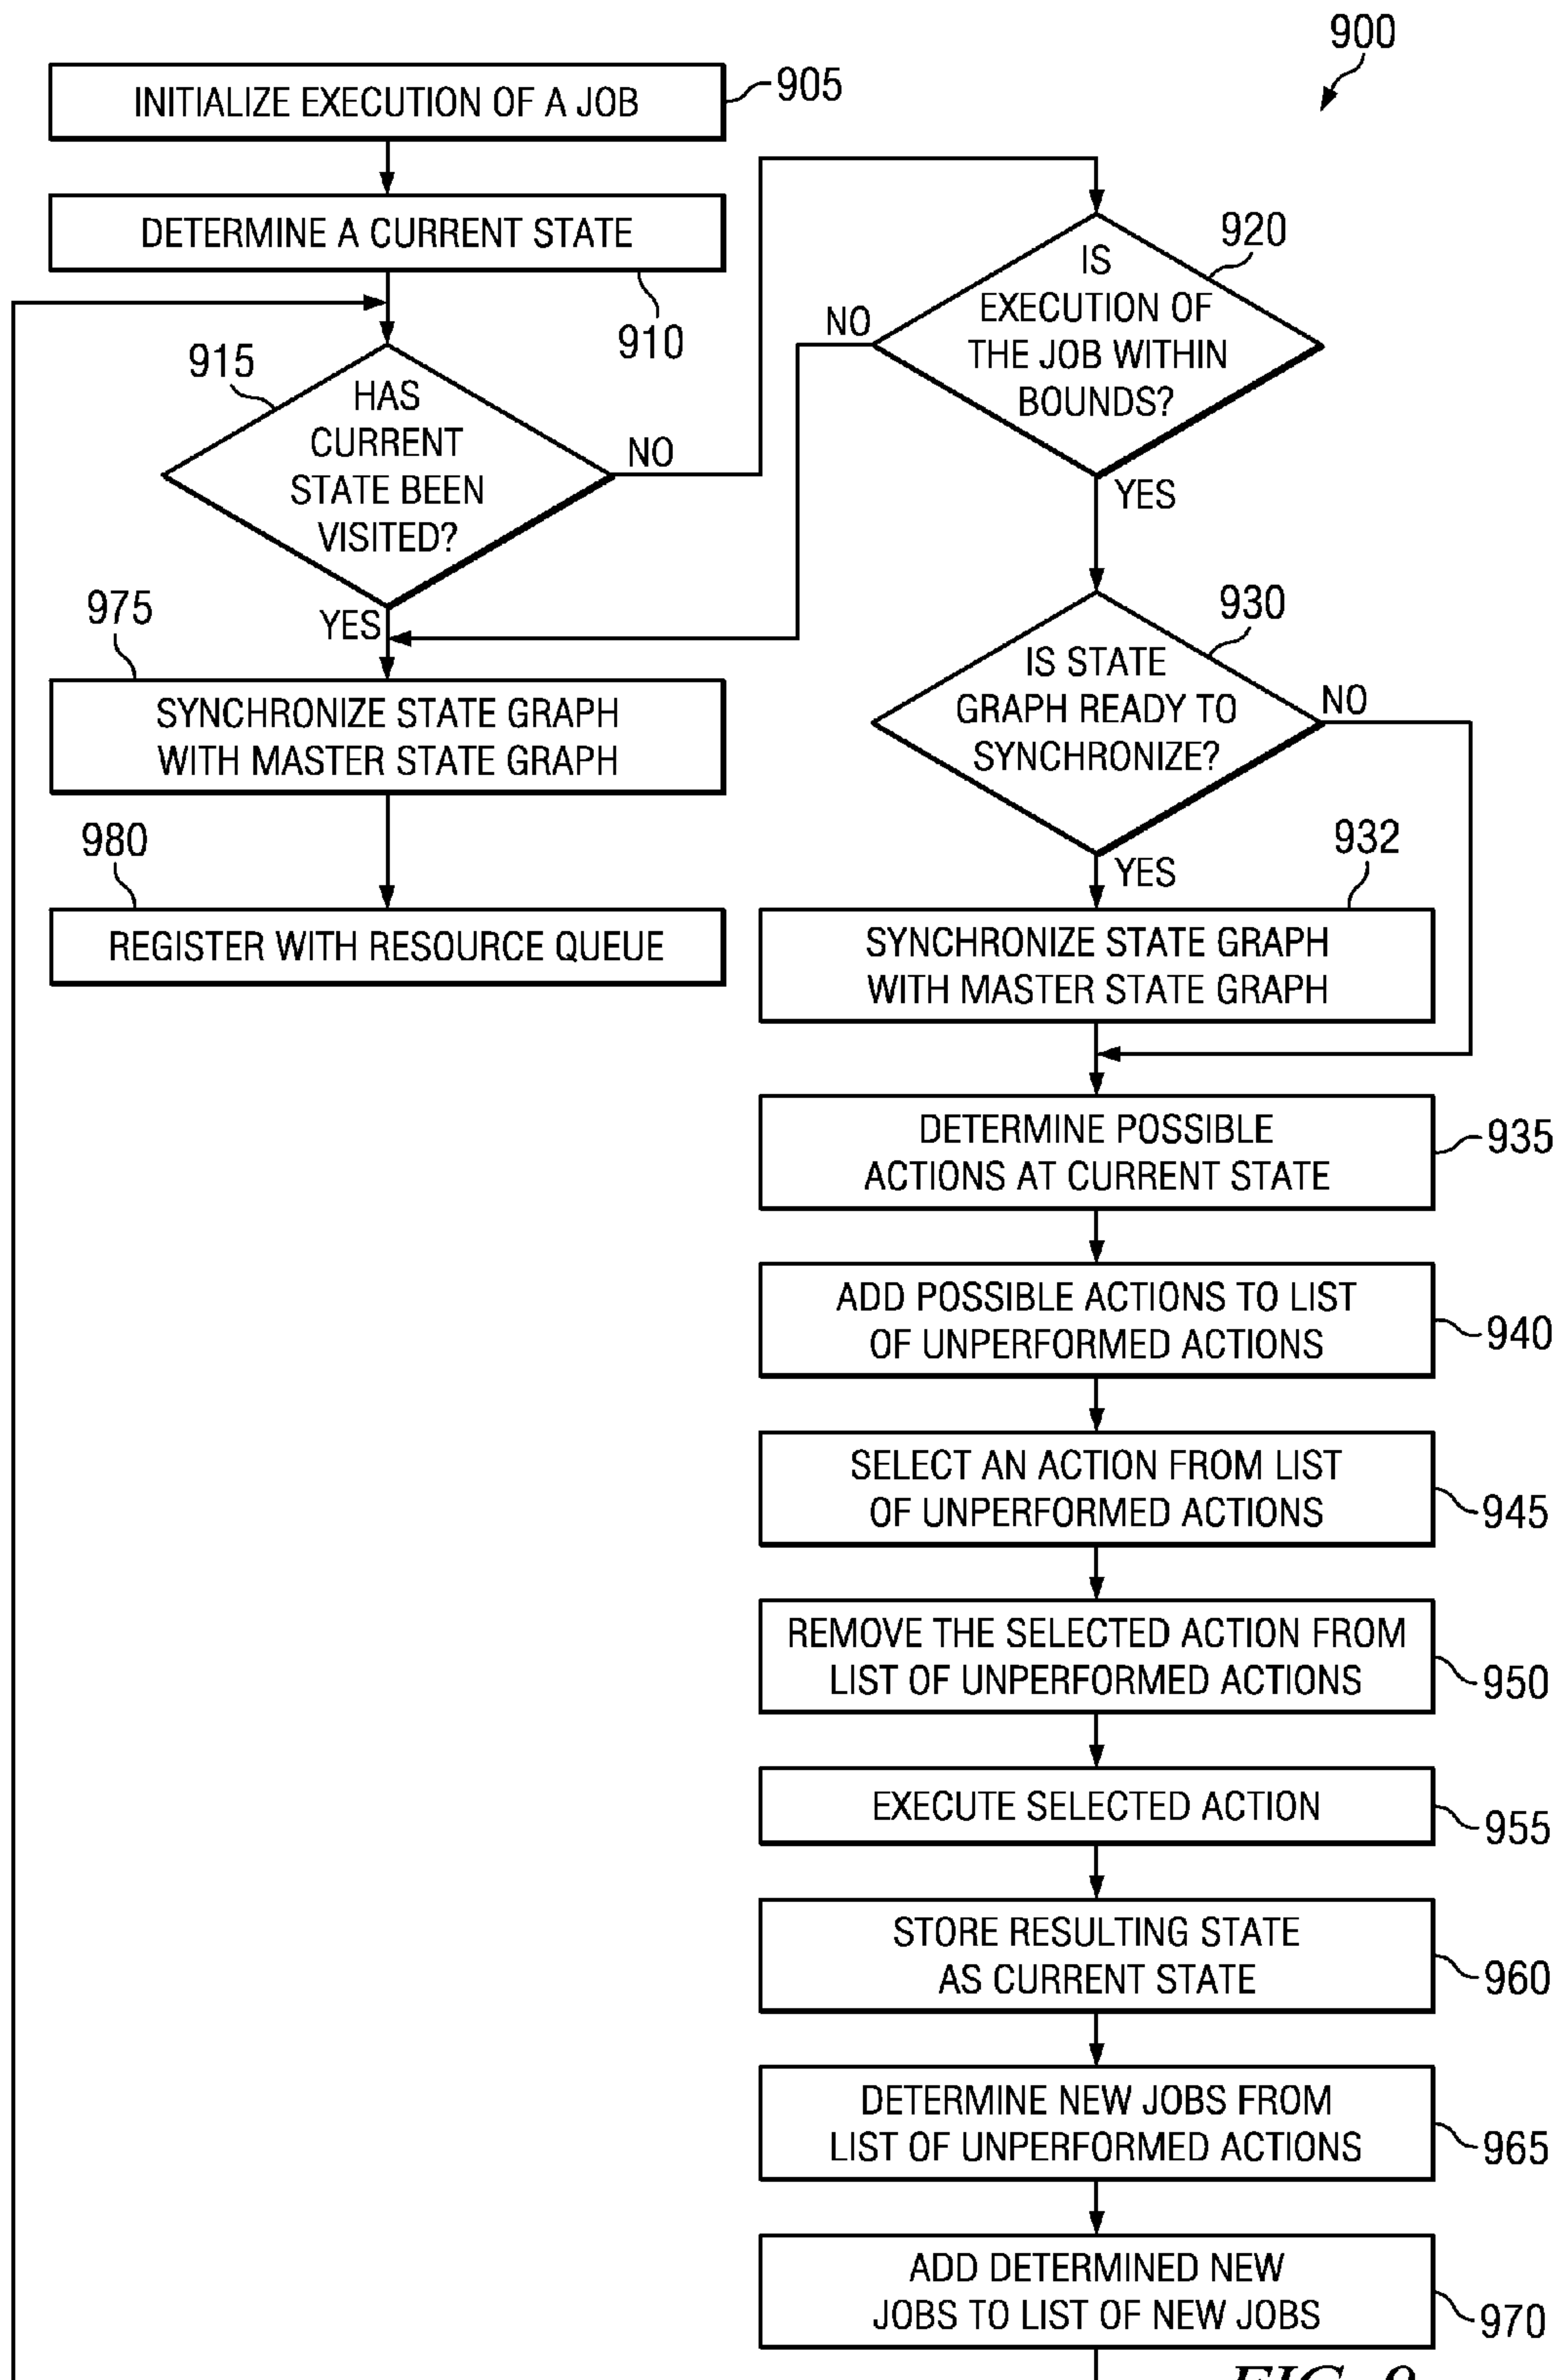 900
INITIALIZE EXECUTION OF A JOB
905
DETERMINE A CURRENT STATE
910
915
HAS
CURRENT
STATE BEEN
VISITED?
NO
YES
975
SYNCHRONIZE STATE GRAPH
WITH MASTER STATE GRAPH
980
REGISTER WITH RESOURCE QUEUE
920
IS
EXECUTION OF
THE JOB WITHIN
BOUNDS?
NO
YES
930
IS STATE
GRAPH READY TO
SYNCHRONIZE?
NO
YES
932
SYNCHRONIZE STATE GRAPH
WITH MASTER STATE GRAPH
DETERMINE POSSIBLE
ACTIONS AT CURRENT STATE
935
ADD POSSIBLE ACTIONS TO LIST
OF UNPERFORMED ACTIONS
940
SELECT AN ACTION FROM LIST
OF UNPERFORMED ACTIONS
945
REMOVE THE SELECTED ACTION FROM
LIST OF UNPERFORMED ACTIONS
950
EXECUTE SELECTED ACTION
955
STORE RESULTING STATE
AS CURRENT STATE
960
DETERMINE NEW JOBS FROM
LIST OF UNPERFORMED ACTIONS
965
ADD DETERMINED NEW
JOBS TO LIST OF NEW JOBS
970